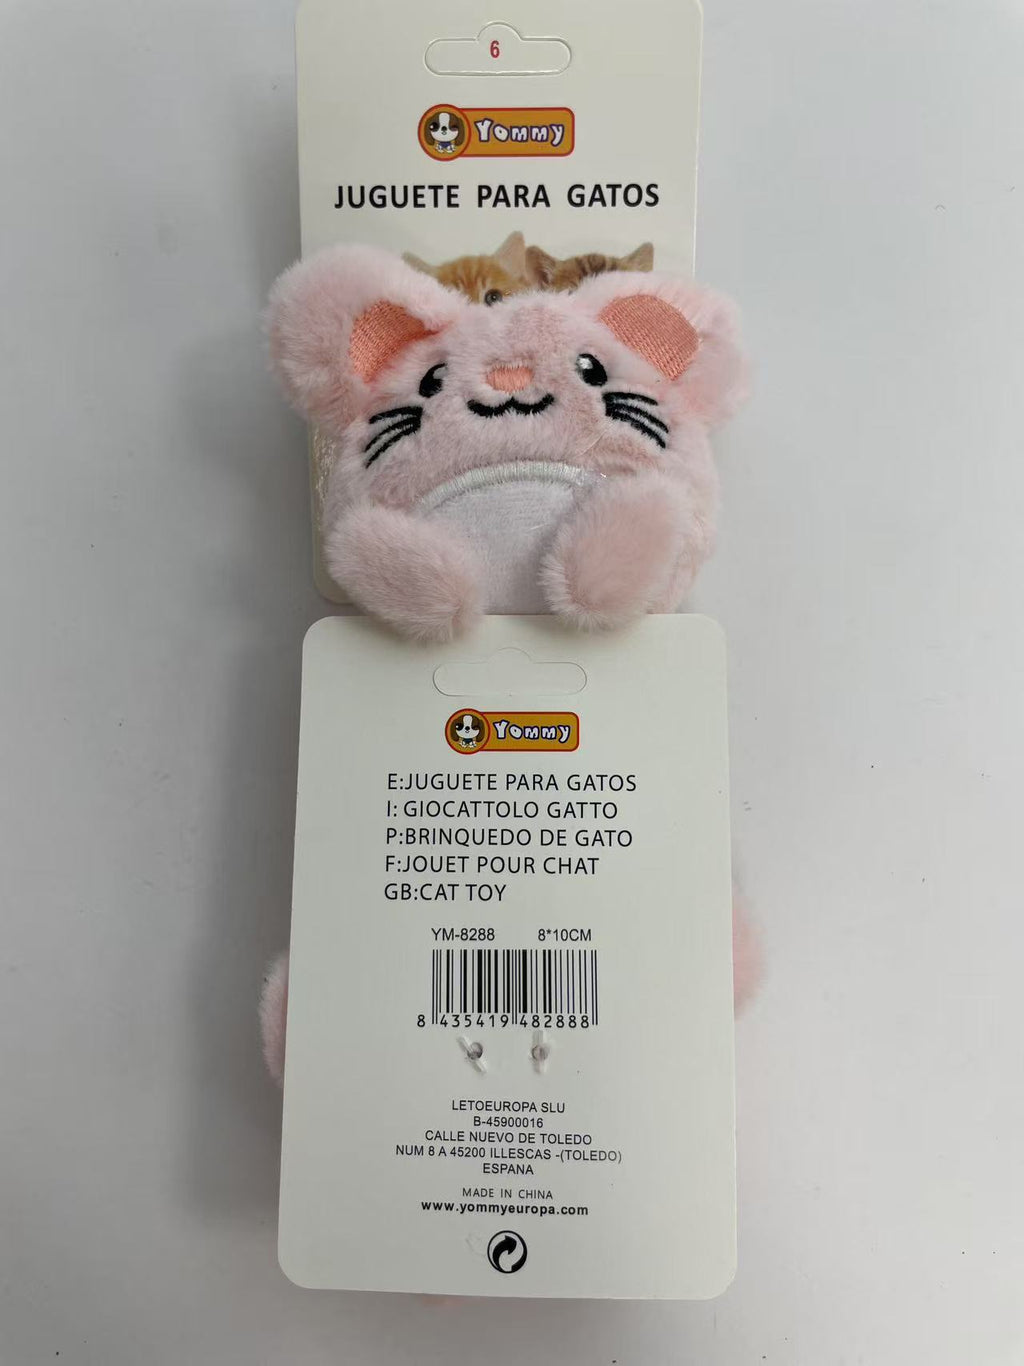 6
Yommy
JUGUETE PARA GATOS
Yommy
E:JUGUETE PARA GATOS
I: GIOCATTOLO GATTO
P:BRINQUEDO DE GATO
F:JOUET POUR CHAT
GB:CAT TOY
YM-8288 8*10CM
8 435419 482888
LETOEUROPA SLU
B-45900016
CALLE NUEVO DE TOLEDO
NUM 8 A 45200 ILLESCAS -(TOLEDO)
ESPANA
MADE IN CHINA
www.yommyeuropa.com